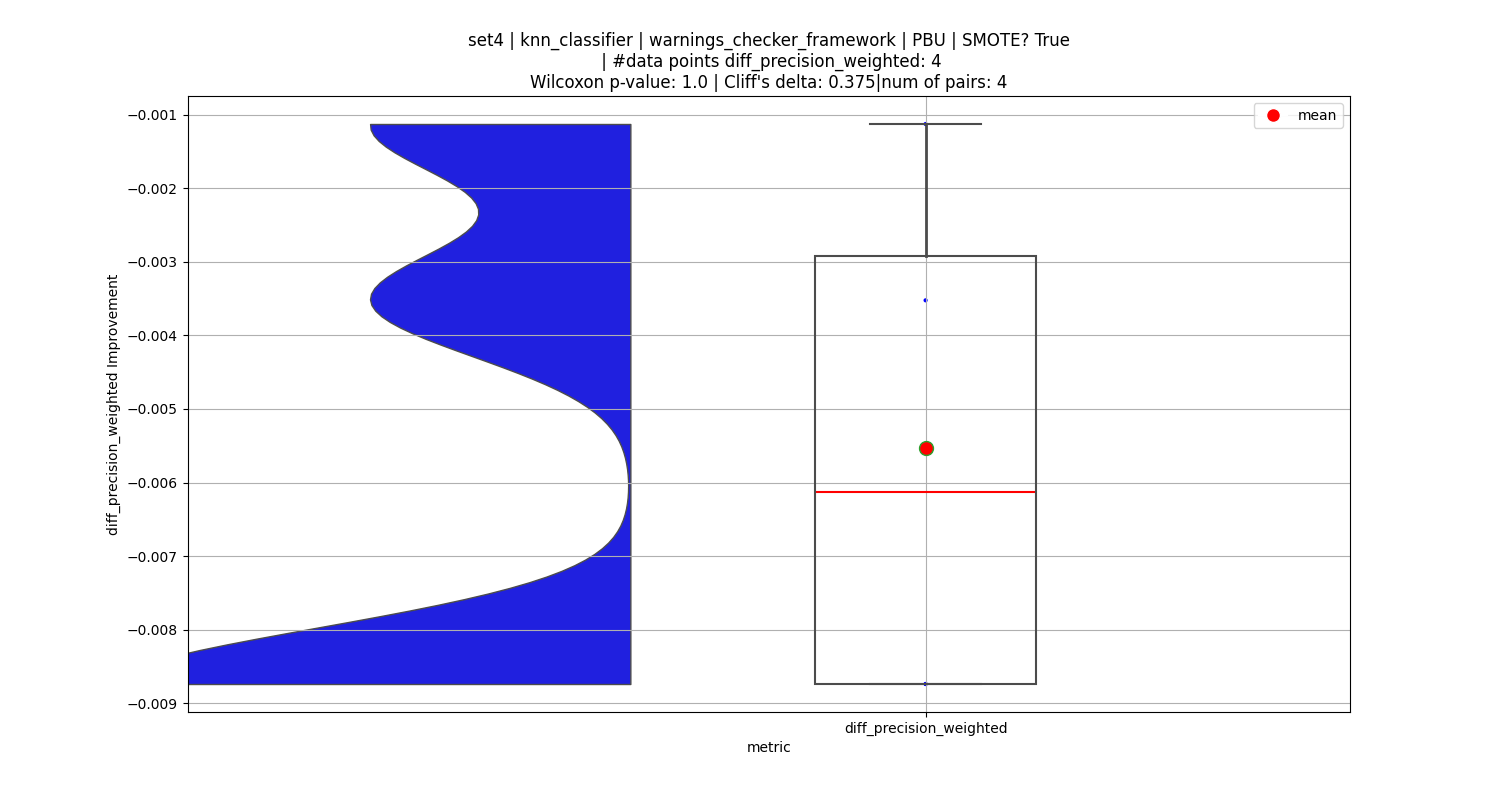 set4 | knn_classifier | warnings_checker_framework | PBU | SMOTE? True
| #data points diff_precision_weighted: 4
Wilcoxon p-value: 1.0 | Cliff's delta: 0.375|num of pairs: 4
mean
−0.001
−0.002
−0.003
−0.004
−0.005
−0.006
−0.007
−0.008
−0.009
diff_precision_weighted Improvement
diff_precision_weighted
metric